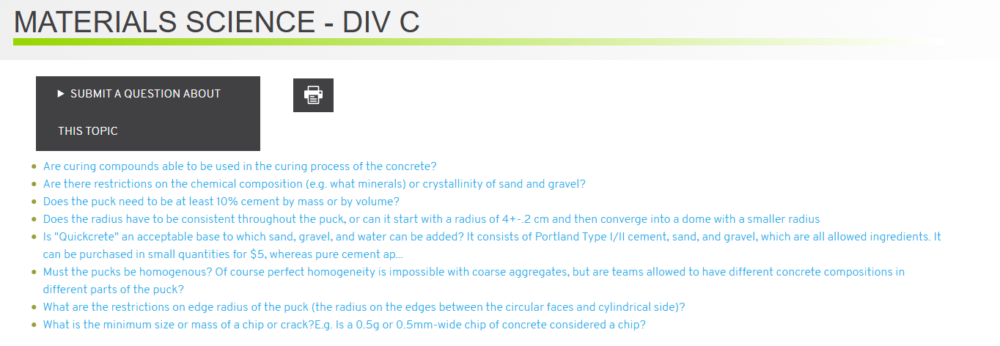 MATERIALS SCIENCE - DIV C
▶ SUBMIT A QUESTION ABOUT
THIS TOPIC
Are curing compounds able to be used in the curing process of the concrete?
Are there restrictions on the chemical composition (e.g. what minerals) or crystallinity of sand and gravel?
Does the puck need to be at least 10% cement by mass or by volume?
Does the radius have to be consistent throughout the puck, or can it start with a radius of 4+-.2 cm and then converge into a dome with a smaller radius
Is "Quickcrete" an acceptable base to which sand, gravel, and water can be added? It consists of Portland Type I/II cement, sand, and gravel, which are all allowed ingredients. It
can be purchased in small quantities for $5, whereas pure cement ap...
Must the pucks be homogenous? Of course perfect homogeneity is impossible with coarse aggregates, but are teams allowed to have different concrete compositions in
different parts of the puck?
What are the restrictions on edge radius of the puck (the radius on the edges between the circular faces and cylindrical side)?
What is the minimum size or mass of a chip or crack?E.g. Is a 0.5g or 0.5mm-wide chip of concrete considered a chip?